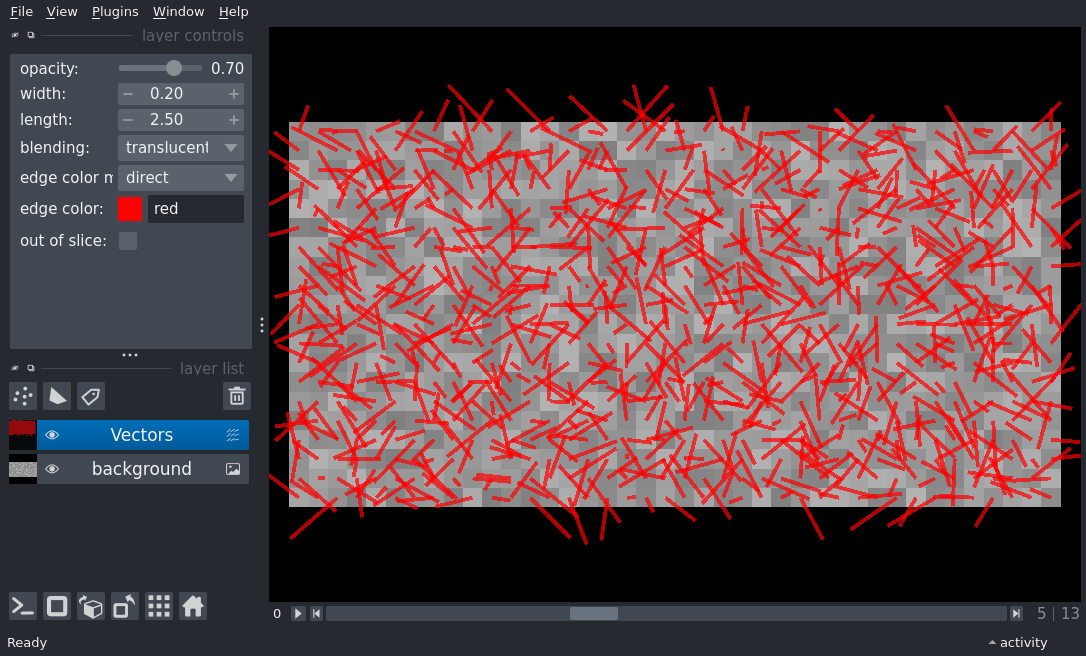 File View Plugins Window Help
layer controls
opacity: 0.70
width: 0.20
length: 2.50
blending: translucent
edge color m direct
edge color: red
out of slice:
layer list
Vectors
background
0 5 | 13
Ready activity